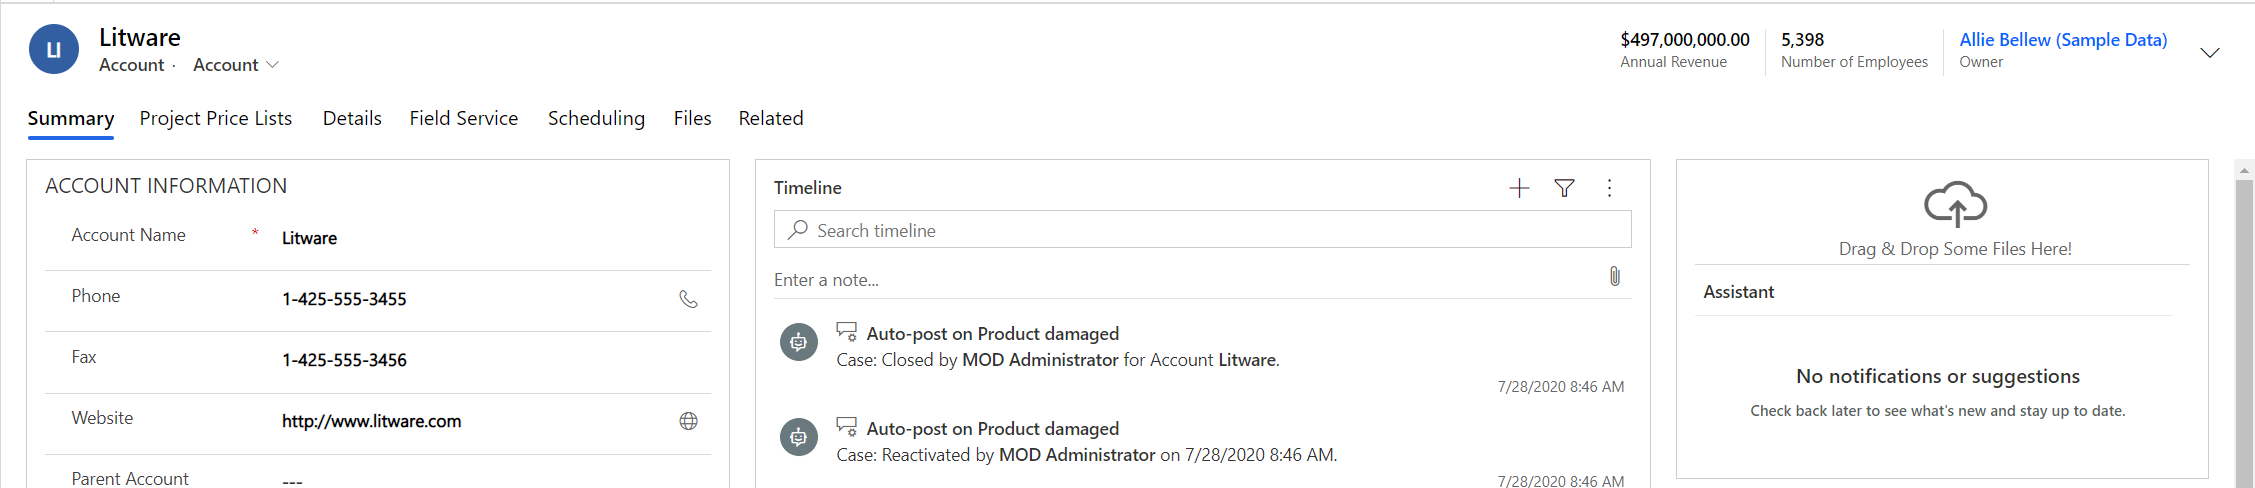 LI
Litware
Account · Account
$497,000,000.00
Annual Revenue
5,398
Number of Employees
Allie Bellew (Sample Data)
Owner
Summary Project Price Lists Details Field Service Scheduling Files Related
ACCOUNT INFORMATION
Account Name * Litware
Phone 1-425-555-3455
Fax 1-425-555-3456
Website http://www.litware.com
Parent Account ---
Timeline
Search timeline
Enter a note...
Auto-post on Product damaged
Case: Closed by MOD Administrator for Account Litware.
7/28/2020 8:46 AM
Auto-post on Product damaged
Case: Reactivated by MOD Administrator on 7/28/2020 8:46 AM.
7/28/2020 8:46 AM
Drag & Drop Some Files Here!
Assistant
No notifications or suggestions
Check back later to see what's new and stay up to date.